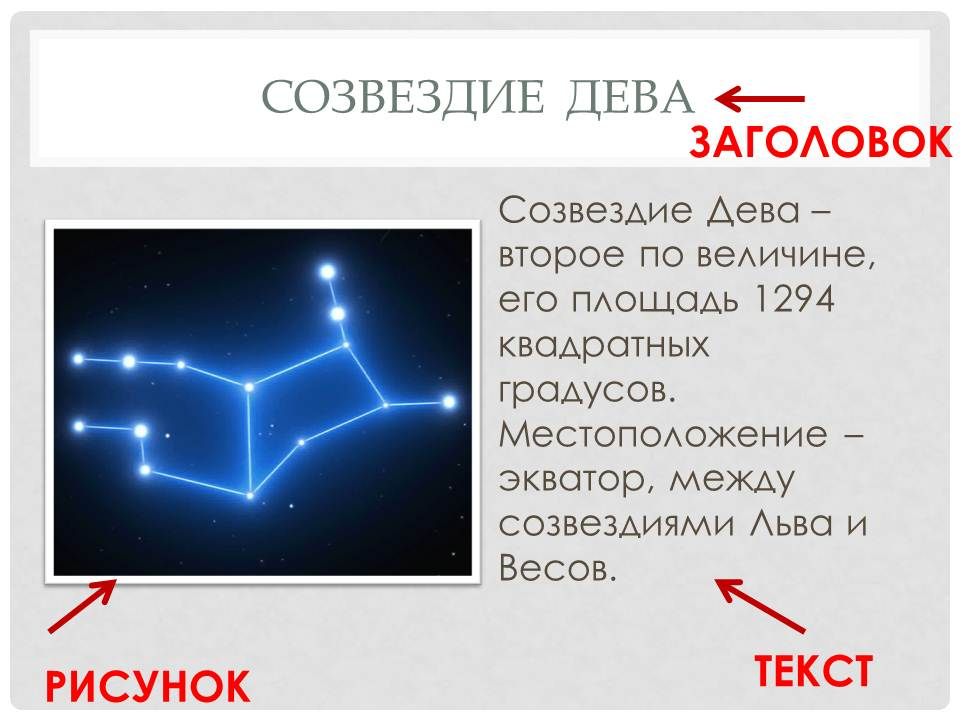 СОЗВЕЗДИЕ ДЕВА
ЗАГОЛОВОК
Созвездие Дева –
второе по величине,
его площадь 1294
квадратных
градусов.
Местоположение –
экватор, между
созвездиями Льва и
Весов.
РИСУНОК
ТЕКСТ